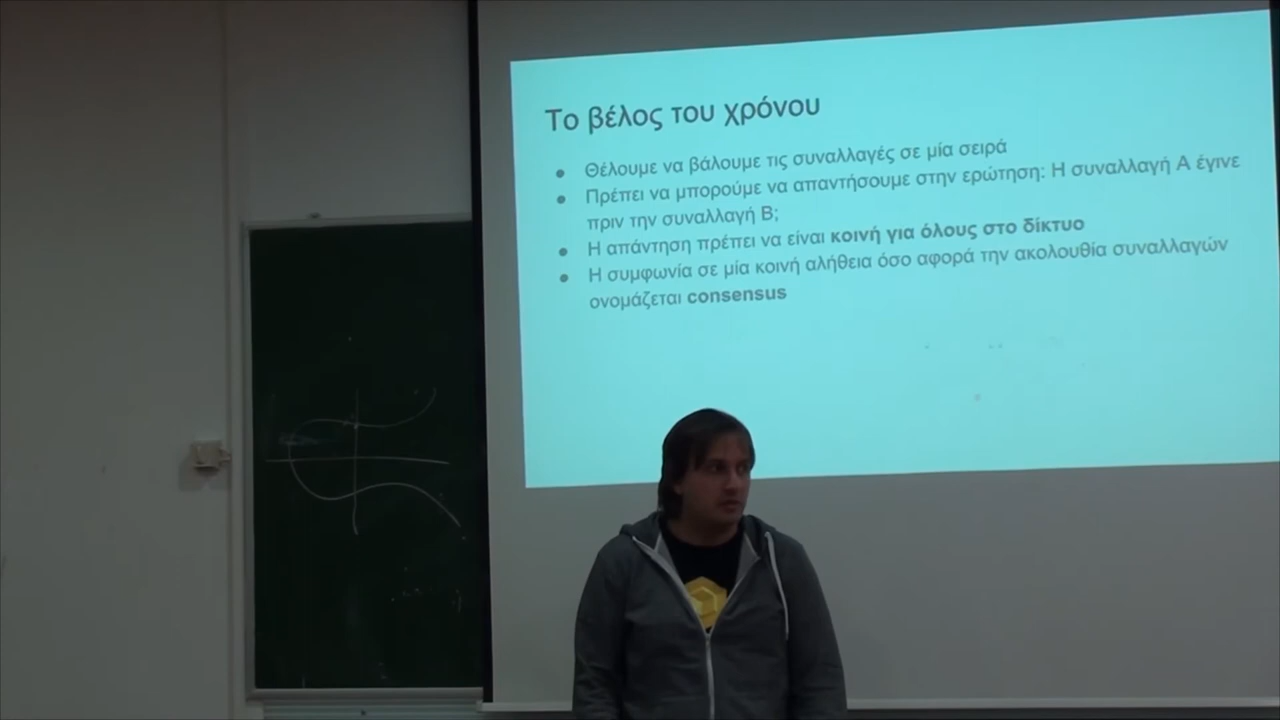 Το βέλος του χρόνου
● Θέλουμε να βάλουμε τις συναλλαγές σε μία σειρά
● Πρέπει να μπορούμε να απαντήσουμε στην ερώτηση: Η συναλλαγή Α έγινε
πριν την συναλλαγή Β;
● Η απάντηση πρέπει να είναι κοινή για όλους στο δίκτυο
● Η συμφωνία σε μία κοινή αλήθεια όσο αφορά την ακολουθία συναλλαγών
ονομάζεται consensus